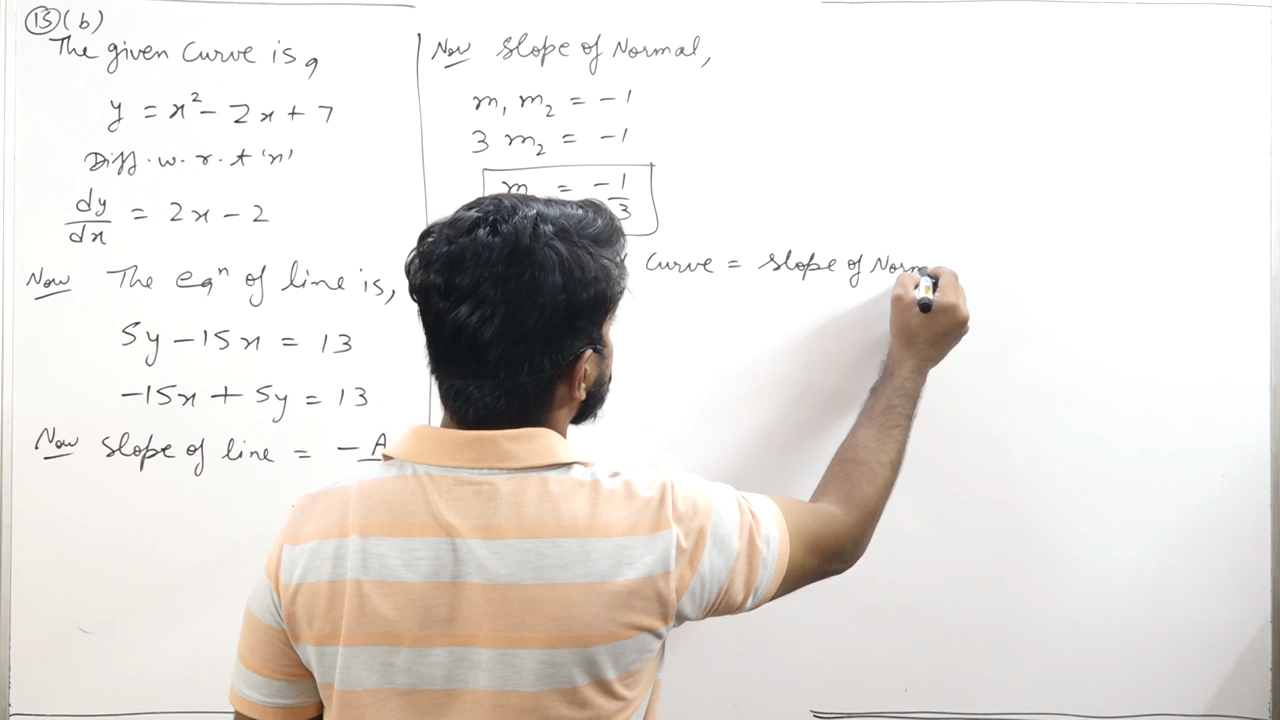 15 (b)
The given Curve is,
y = x² - 2x + 7
Diff. w. r. t 'x'
dy/dx = 2x - 2
Now The eqⁿ of line is,
5y - 15x = 13
-15x + 5y = 13
Now slope of line = - A
Now slope of Normal,
m₁ m₂ = -1
3 m₂ = -1
m = -1/3
Curve = slope of Norm